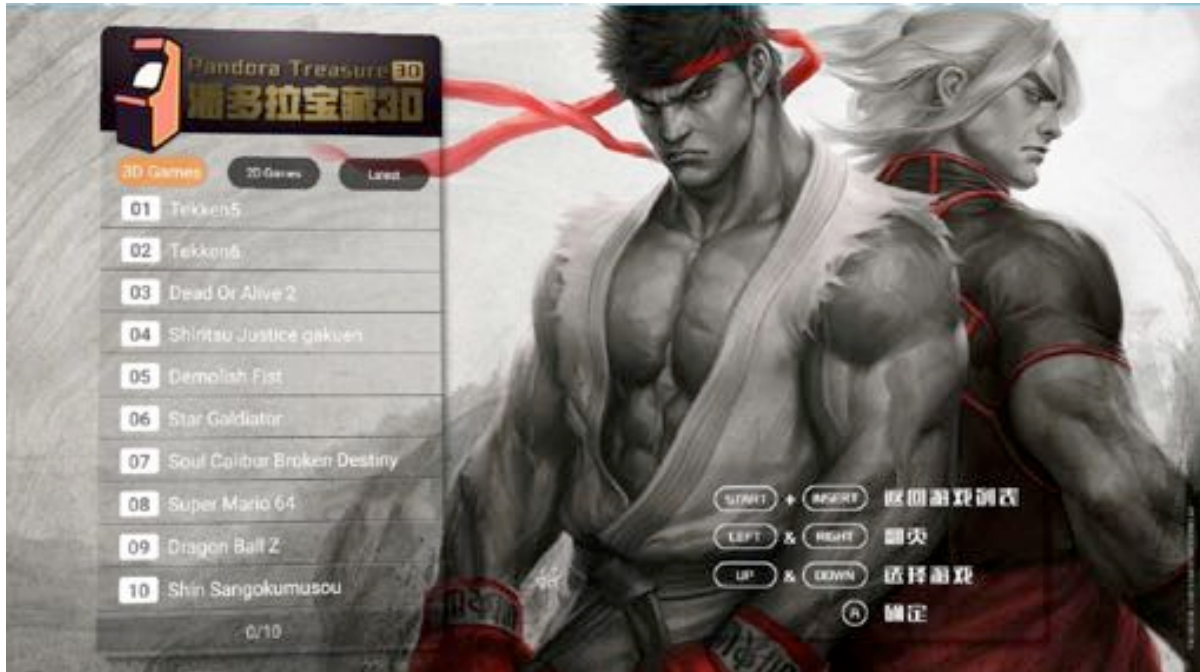 Pandora Treasure 3D
潘多拉宝藏3D
3D Games
2D Games
Latest
01 Tekken5
02 Tekken6
03 Dead Or Alive 2
04 Shiritsu Justice gakuen
05 Demolish Fist
06 Star Galdiator
07 Soul Calibur Broken Destiny
08 Super Mario 64
09 Dragon Ball Z
10 Shin Sangokumusou
0/10
START + INSERT 返回游戏列表
LEFT & RIGHT 翻页
UP & DOWN 选择游戏
A 确定